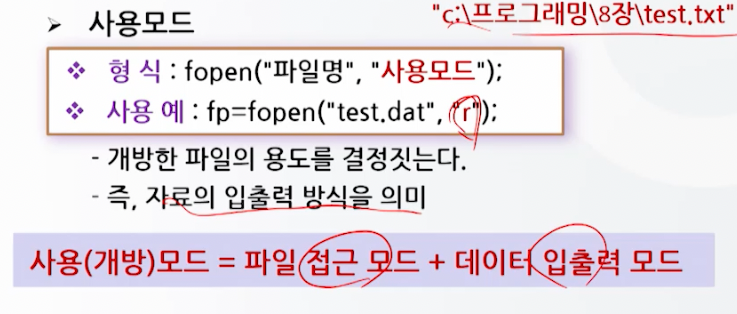 "c:\프로그래밍\8장\test.txt"
➢ 사용모드
❖ 형 식 : fopen("파일명", "사용모드");
❖ 사용 예 : fp=fopen("test.dat", "r");
- 개방한 파일의 용도를 결정짓는다.
- 즉, 자료의 입출력 방식을 의미
사용(개방)모드 = 파일 접근 모드 + 데이터 입출력 모드